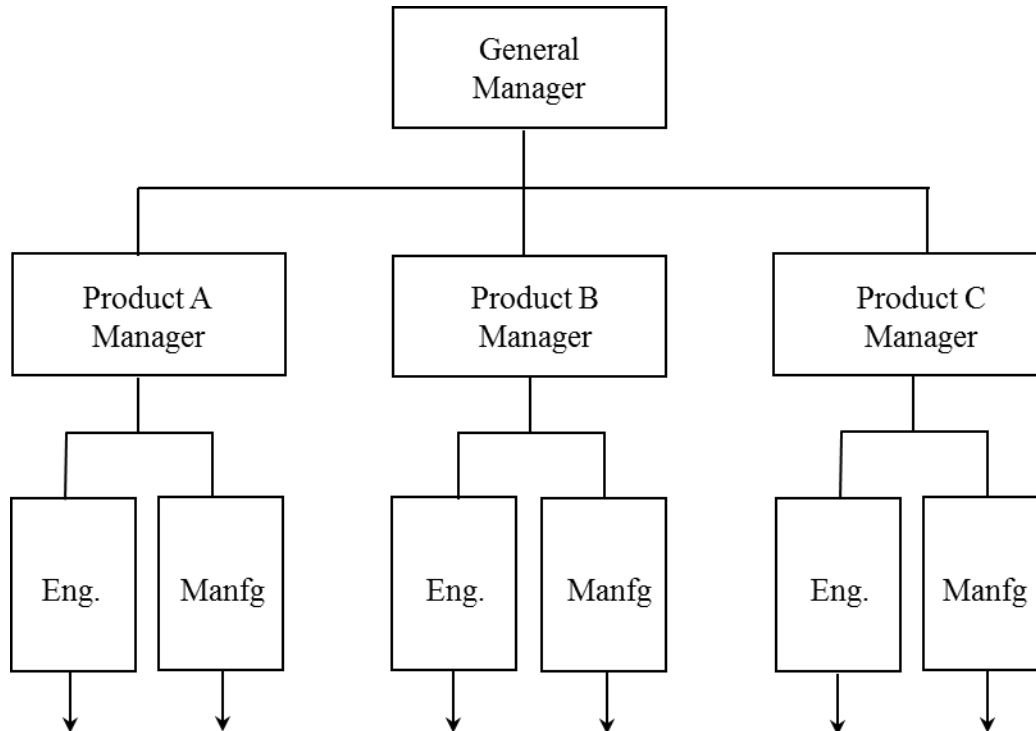 General
Manager
Product A
Manager
Product B
Manager
Product C
Manager
Eng.
Manfg
Eng.
Manfg
Eng.
Manfg